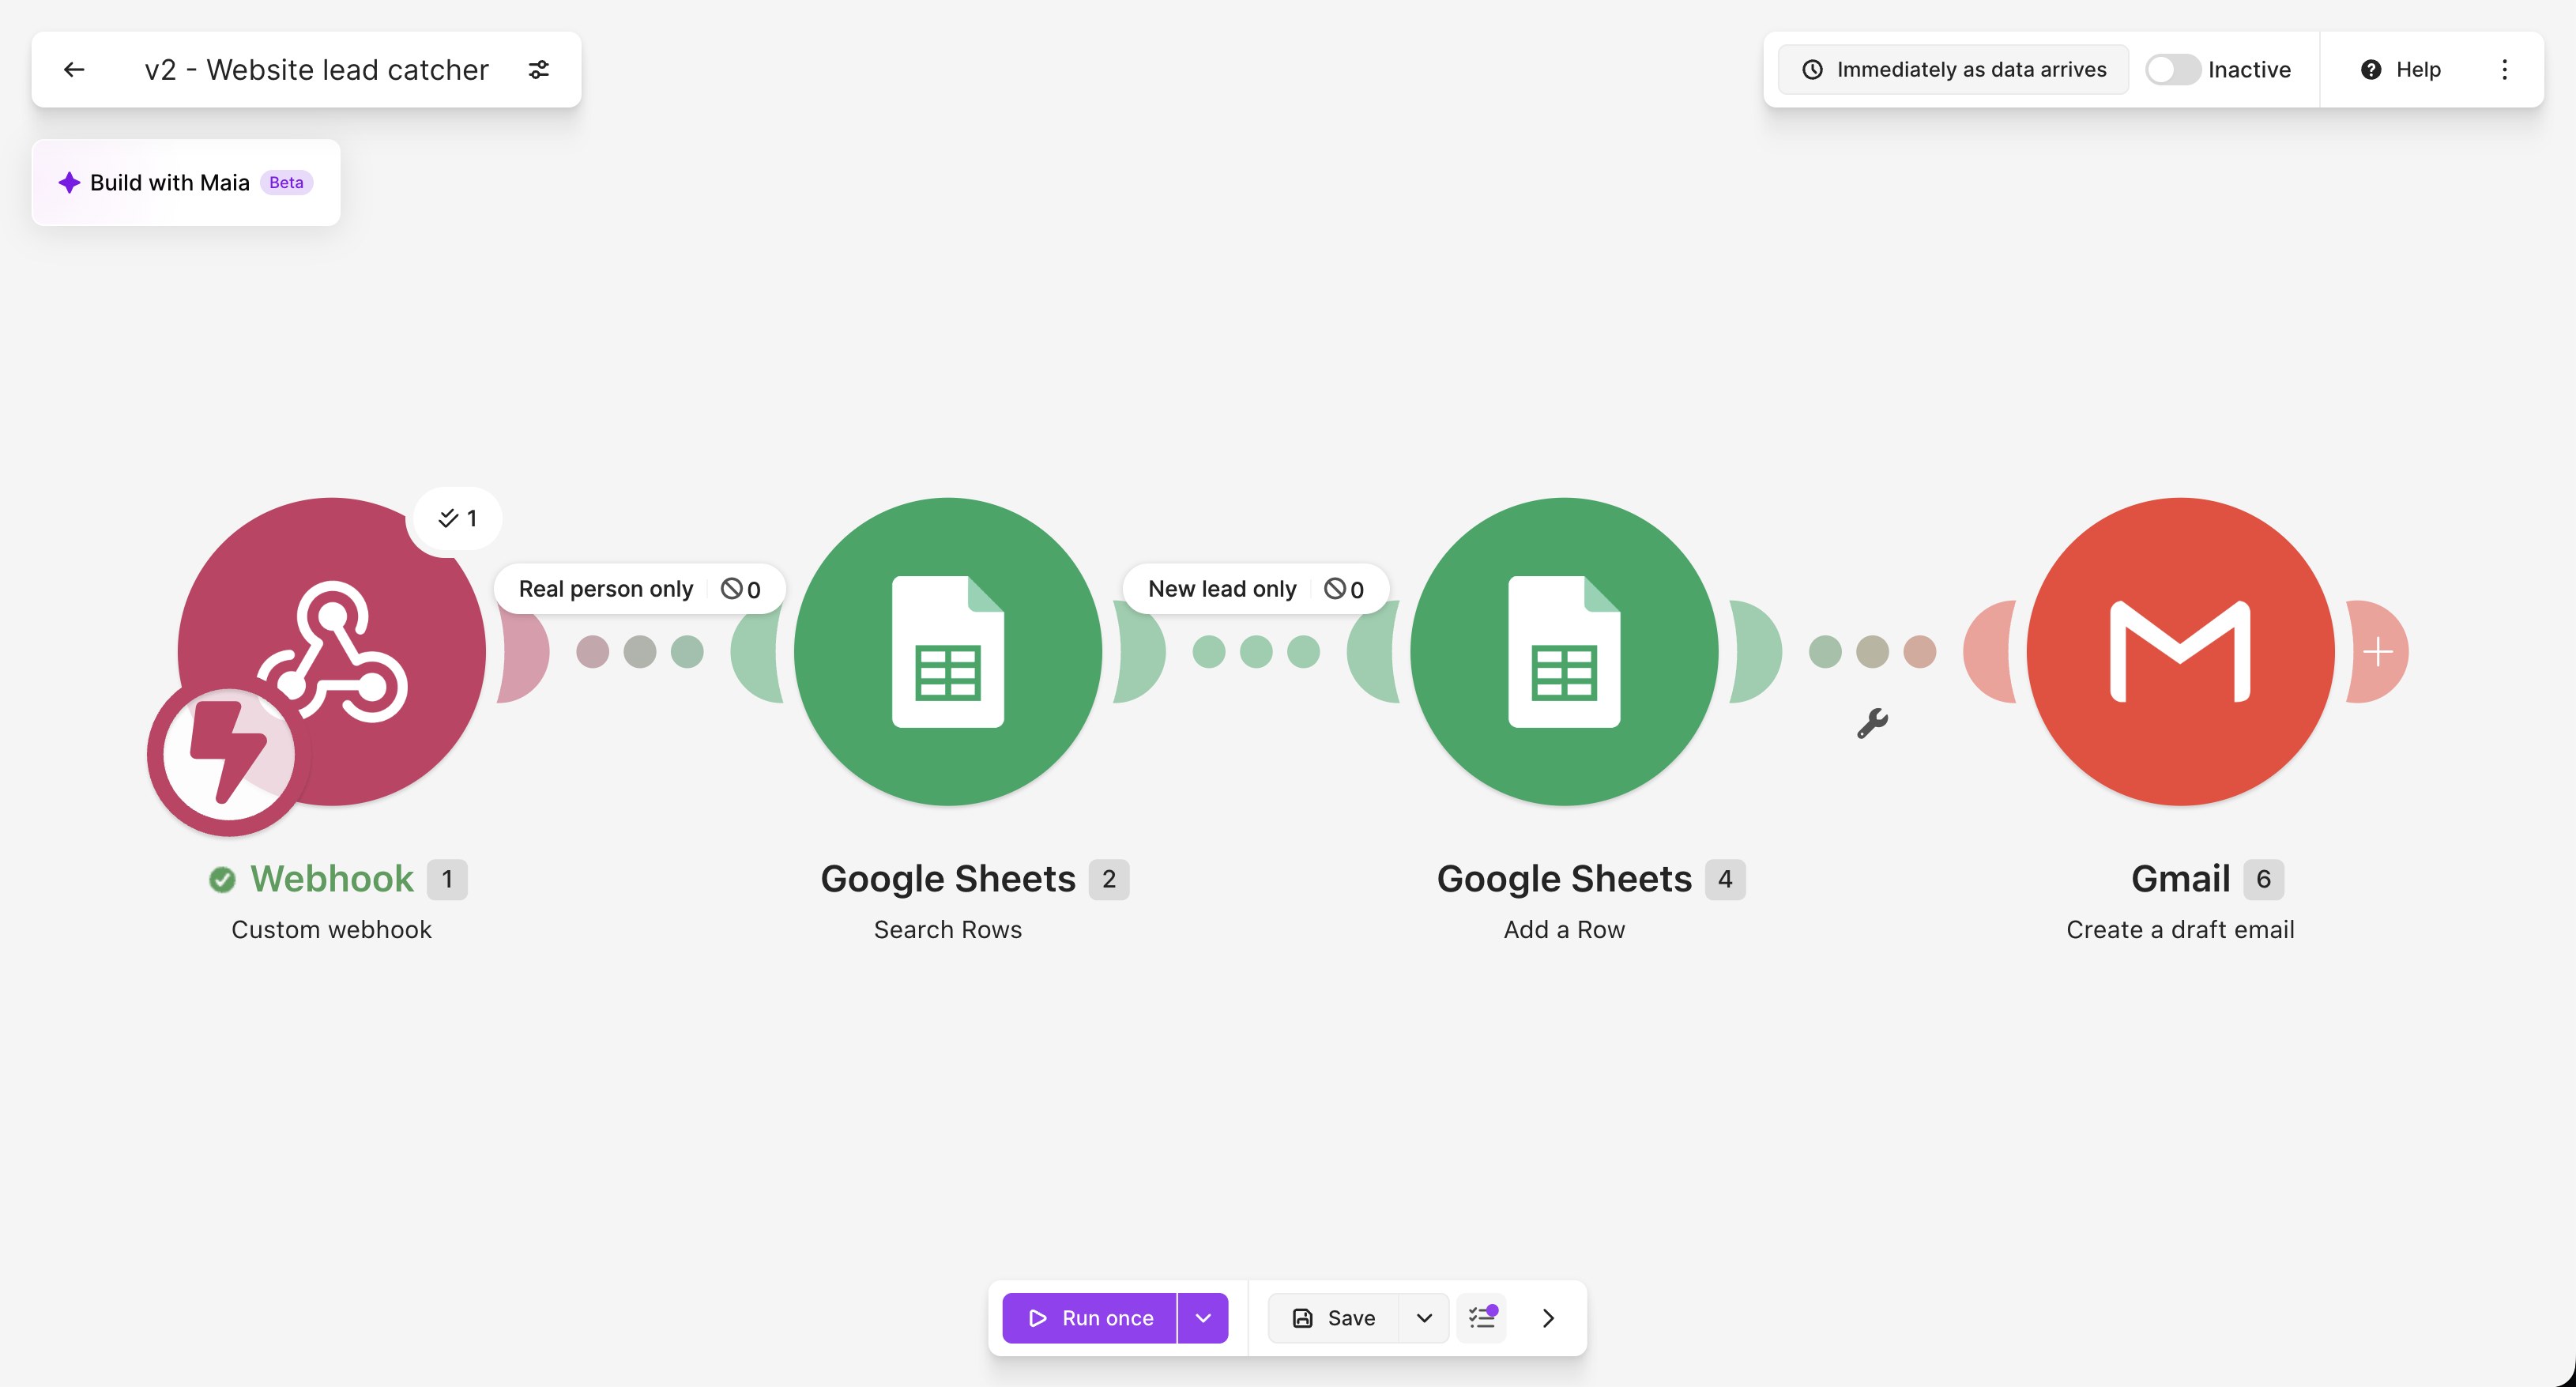 v2 - Website lead catcher
Immediately as data arrives
Inactive
Help
Build with Maia Beta
1
Real person only 0
New lead only 0
Webhook 1
Custom webhook
Google Sheets 2
Search Rows
Google Sheets 4
Add a Row
Gmail 6
Create a draft email
Run once
Save